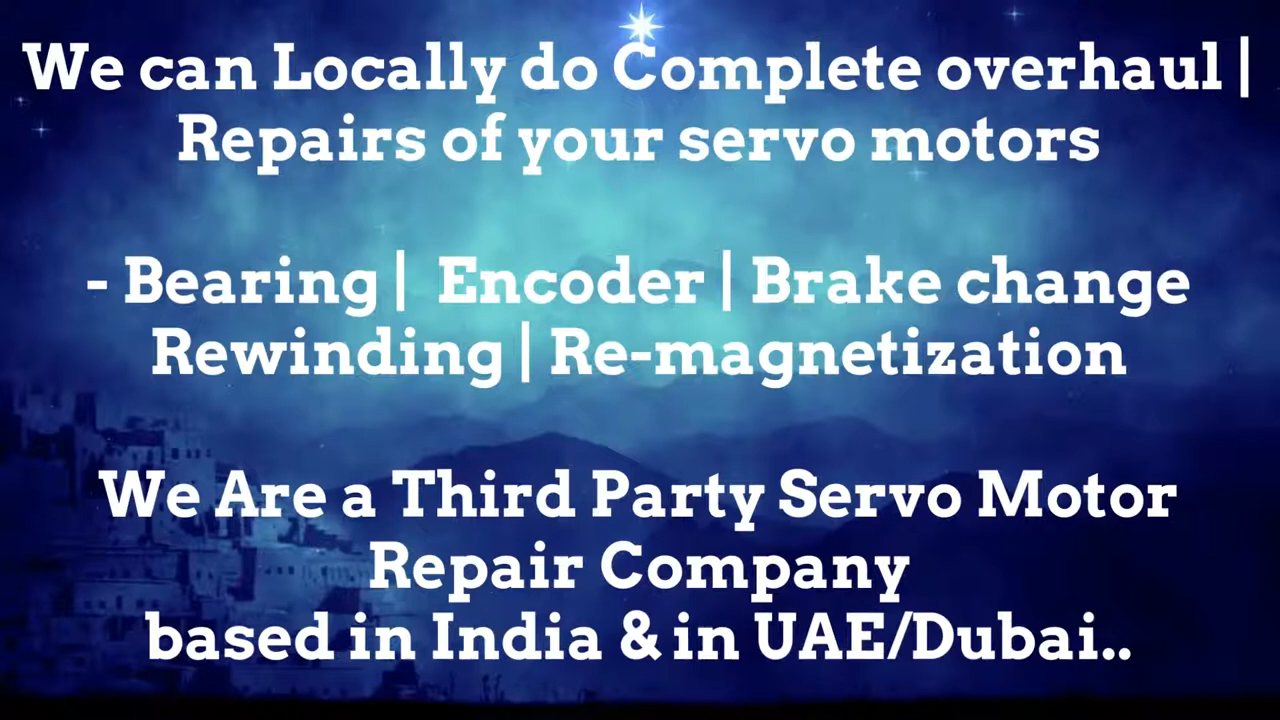 We can Locally do Complete overhaul |
Repairs of your servo motors
- Bearing | Encoder | Brake change
Rewinding | Re-magnetization
We Are a Third Party Servo Motor
Repair Company
based in India & in UAE/Dubai..